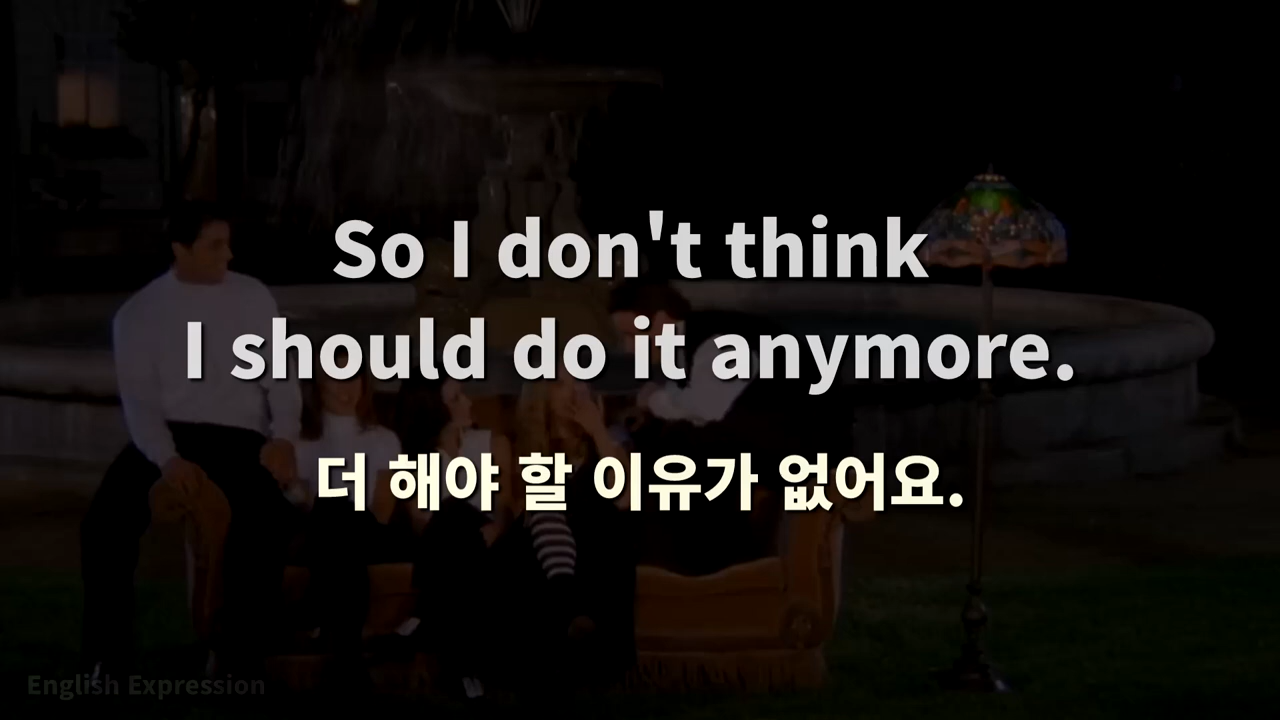 So I don't think
I should do it anymore.
더 해야 할 이유가 없어요.
English Expression